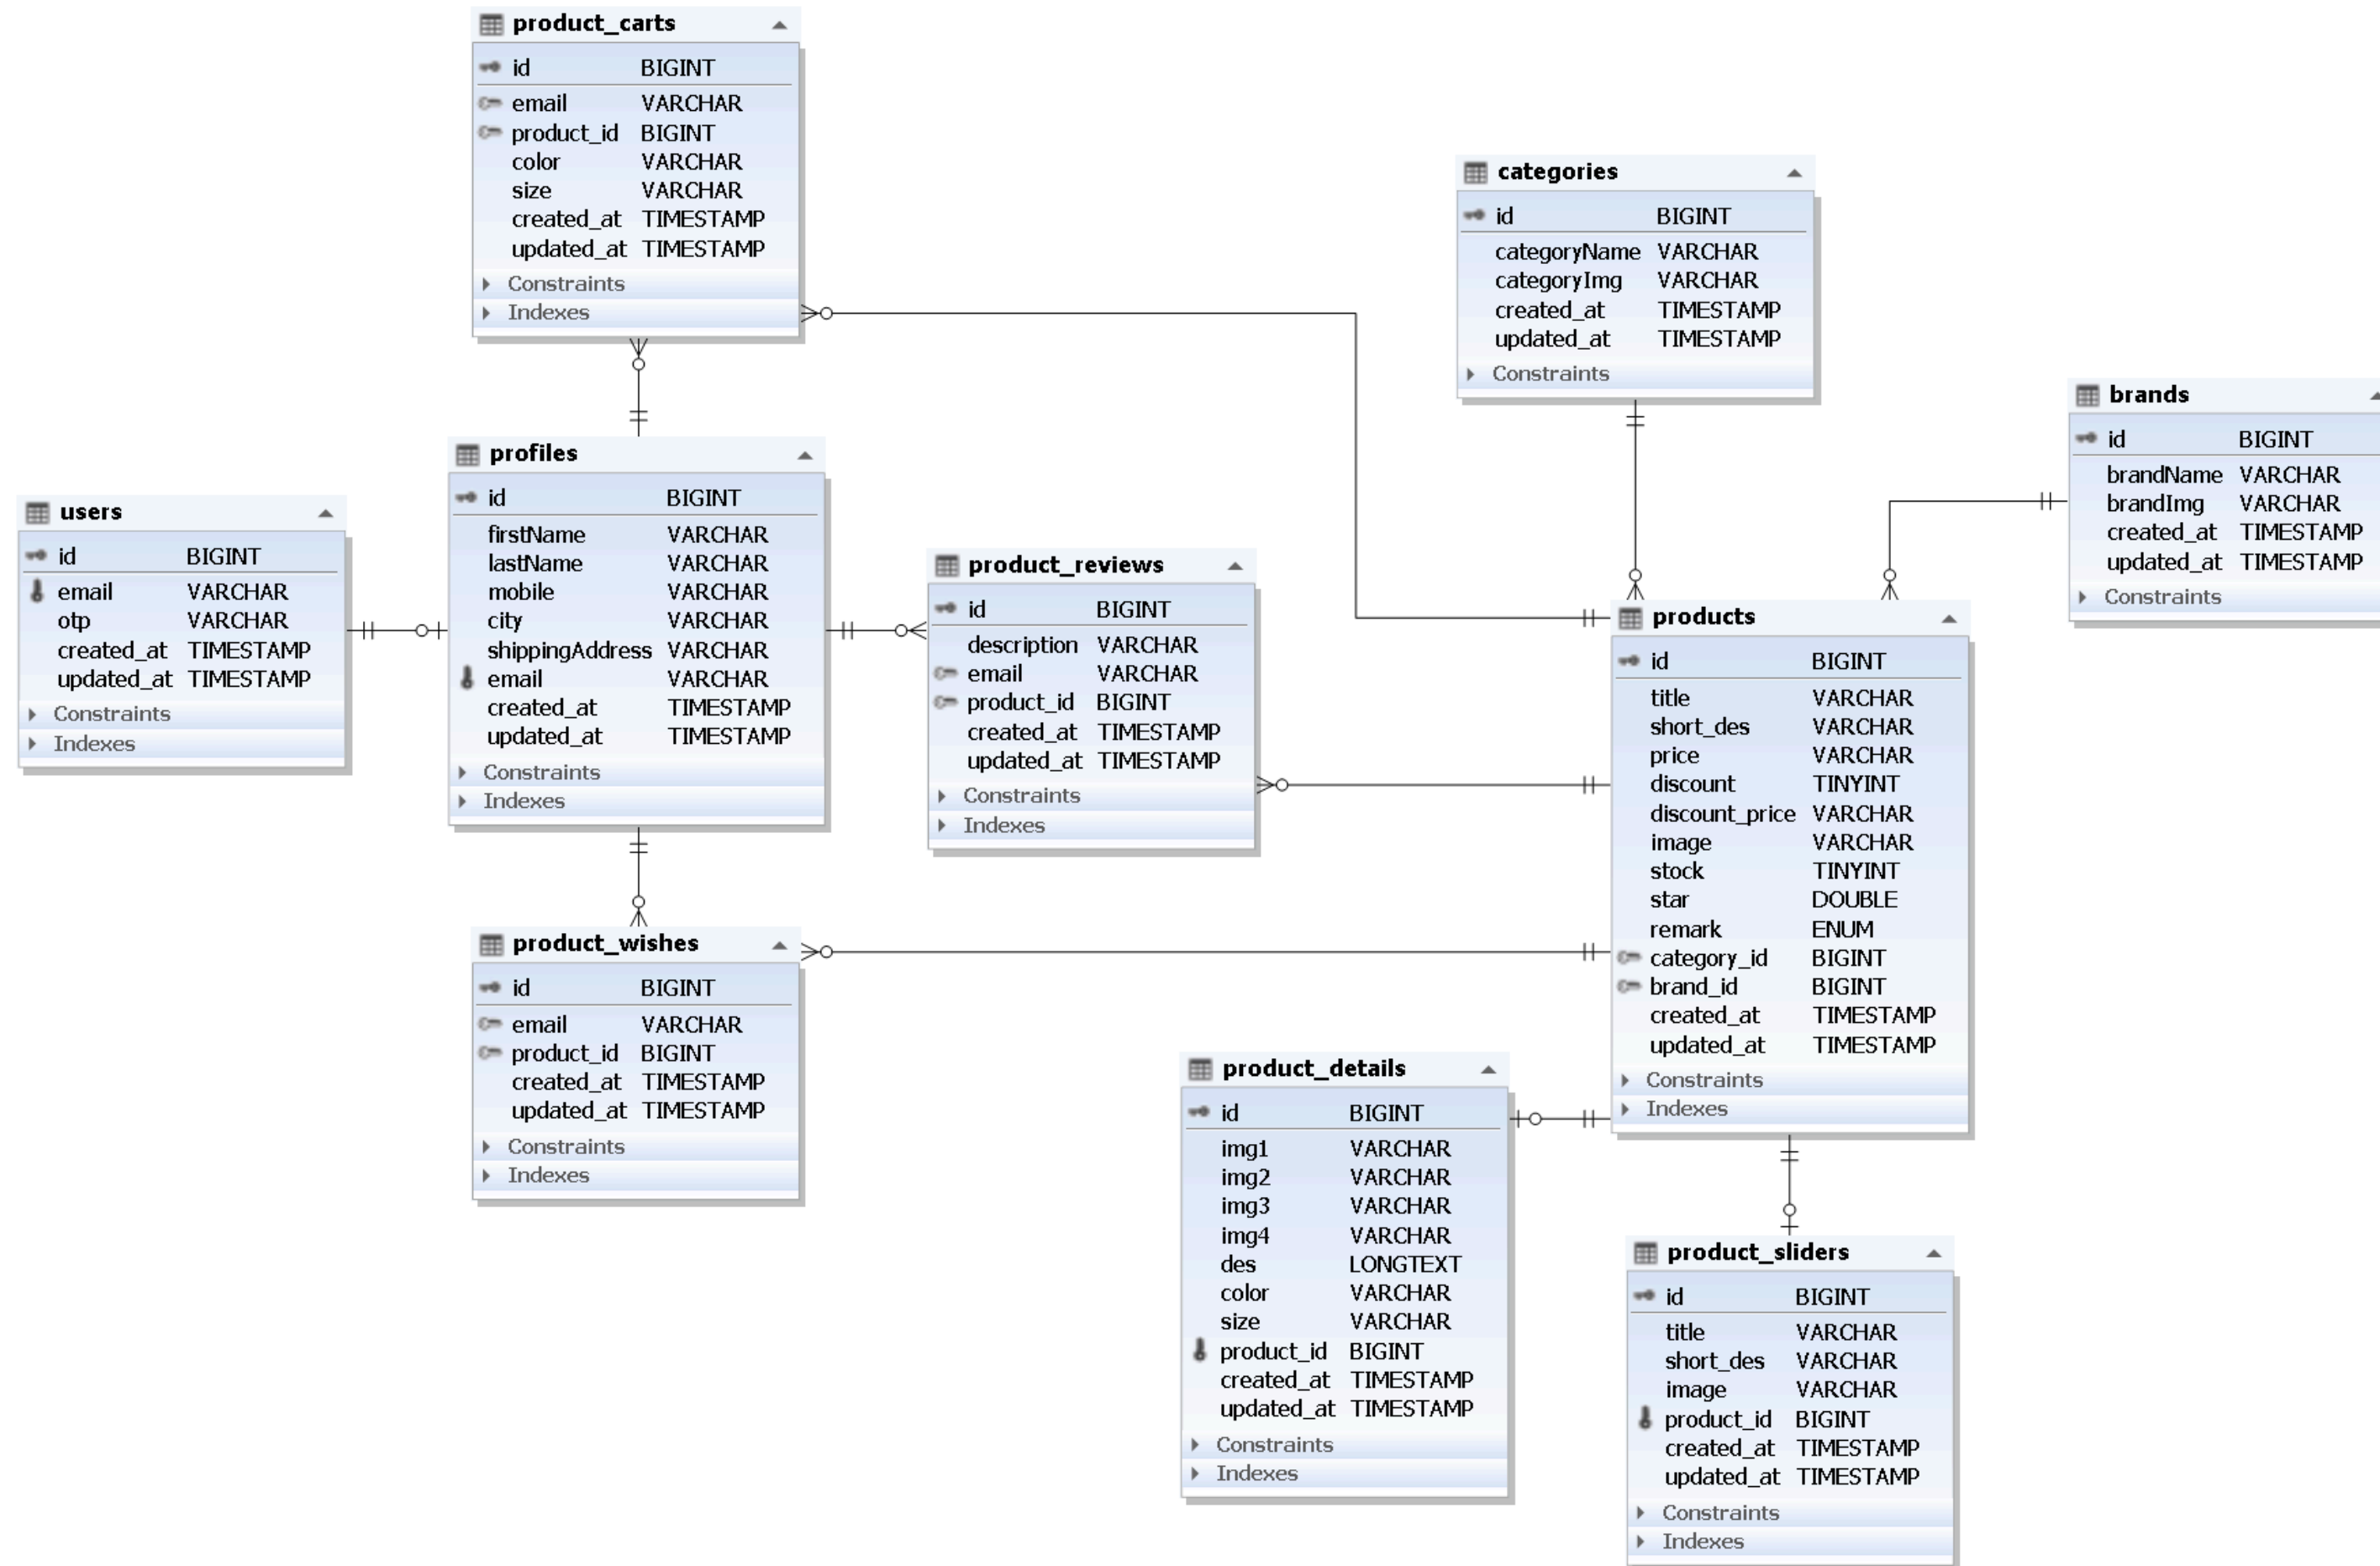 product_carts
id BIGINT
email VARCHAR
product_id BIGINT
color VARCHAR
size VARCHAR
created_at TIMESTAMP
updated_at TIMESTAMP
Constraints
Indexes
categories
id BIGINT
categoryName VARCHAR
categoryImg VARCHAR
created_at TIMESTAMP
updated_at TIMESTAMP
Constraints
brands
id BIGINT
brandName VARCHAR
brandImg VARCHAR
created_at TIMESTAMP
updated_at TIMESTAMP
Constraints
profiles
id BIGINT
firstName VARCHAR
lastName VARCHAR
mobile VARCHAR
city VARCHAR
shippingAddress VARCHAR
email VARCHAR
created_at TIMESTAMP
updated_at TIMESTAMP
Constraints
Indexes
users
id BIGINT
email VARCHAR
otp VARCHAR
created_at TIMESTAMP
updated_at TIMESTAMP
Constraints
Indexes
product_reviews
id BIGINT
description VARCHAR
email VARCHAR
product_id BIGINT
created_at TIMESTAMP
updated_at TIMESTAMP
Constraints
Indexes
products
id BIGINT
title VARCHAR
short_des VARCHAR
price VARCHAR
discount TINYINT
discount_price VARCHAR
image VARCHAR
stock TINYINT
star DOUBLE
remark ENUM
category_id BIGINT
brand_id BIGINT
created_at TIMESTAMP
updated_at TIMESTAMP
Constraints
Indexes
product_wishes
id BIGINT
email VARCHAR
product_id BIGINT
created_at TIMESTAMP
updated_at TIMESTAMP
Constraints
Indexes
product_details
id BIGINT
img1 VARCHAR
img2 VARCHAR
img3 VARCHAR
img4 VARCHAR
des LONGTEXT
color VARCHAR
size VARCHAR
product_id BIGINT
created_at TIMESTAMP
updated_at TIMESTAMP
Constraints
Indexes
product_sliders
id BIGINT
title VARCHAR
short_des VARCHAR
image VARCHAR
product_id BIGINT
created_at TIMESTAMP
updated_at TIMESTAMP
Constraints
Indexes